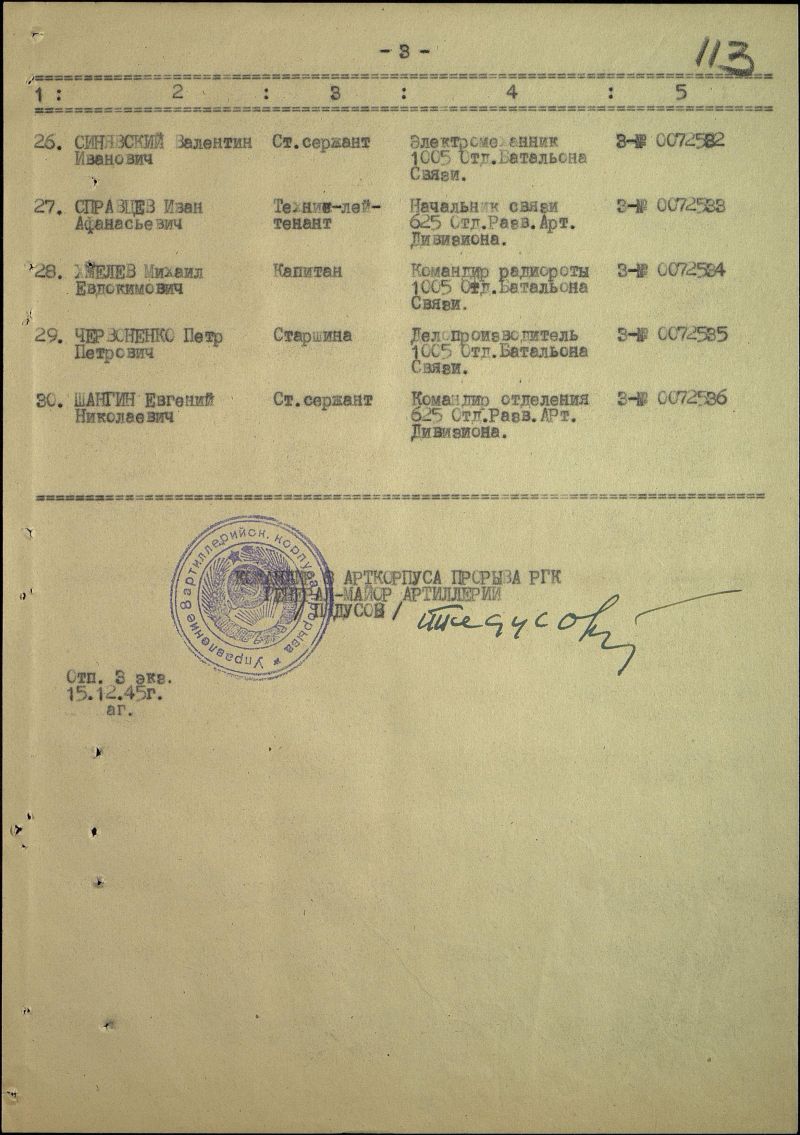 - 3 -
113
1 : 2 : 3 : 4 : 5
26. СИНЯВСКИЙ Валентин Ст.сержант Электромеханник З-№ 0072582
Иванович 1005 Отд.Батальона
Связи.
27. СПРАВЦЕВ Иван Техник-лей- Начальник связи З-№ 0072583
Афанасьевич тенант 625 Отд.Разв.Арт.
Дивизиона.
28. ХМЕЛЕВ Михаил Капитан Командир радиороты З-№ 0072584
Евдокимович 1005 Отд.Батальона
Связи.
29. ЧЕРВОНЕНКО Петр Старшина Делопроизводитель З-№ 0072585
Петрович 1005 Отд.Батальона
Связи.
30. ШАНГИН Евгений Ст.сержант Командир отделения З-№ 0072586
Николаевич 625 Отд.Разв.АРт.
Дивизиона.
Управление 8 артиллерийск. корпуса прорыва
КОМАНДИР 8 АРТКОРПУСА ПРОРЫВА РГК
ГЕНЕРАЛ-МАЙОР АРТИЛЛЕРИИ
Отп. 3 экз.
15.12.45г.
аг.